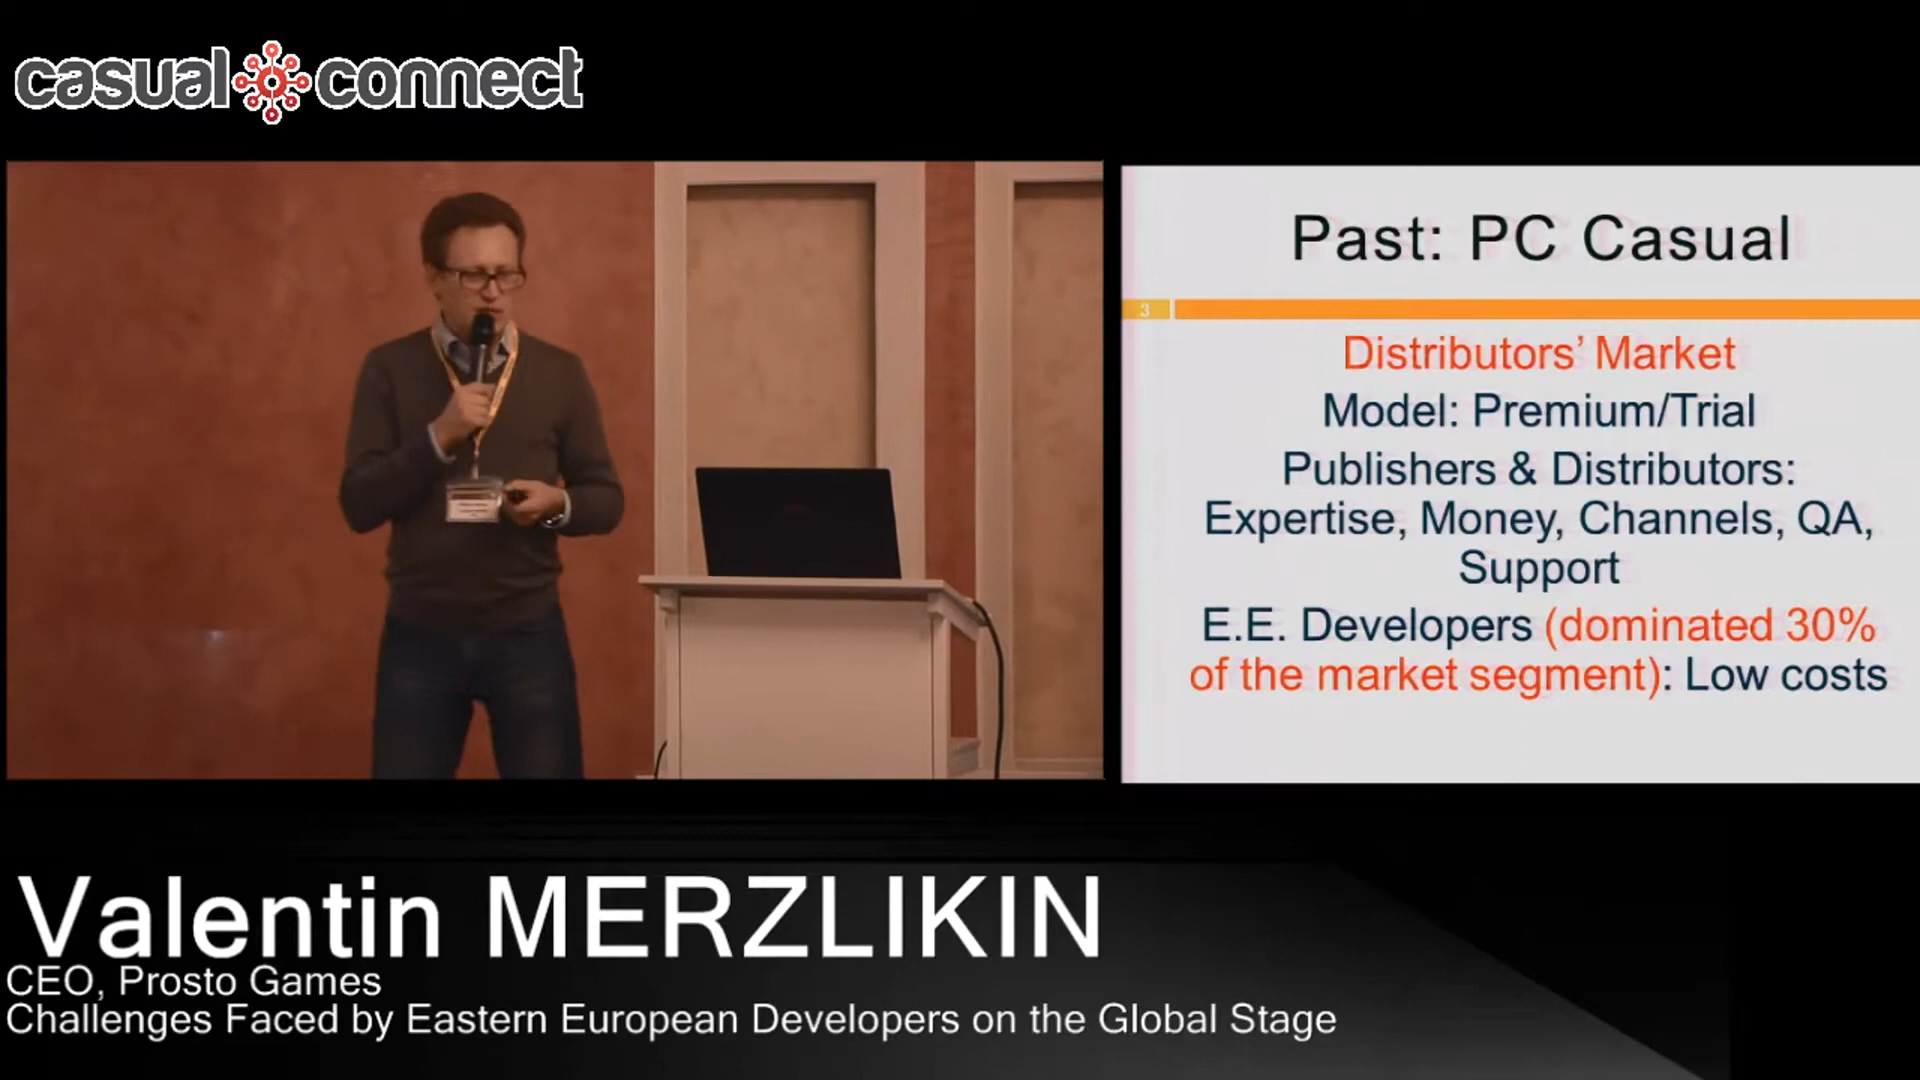 casual connect
Past: PC Casual
3
Distributors’ Market
Model: Premium/Trial
Publishers & Distributors:
Expertise, Money, Channels, QA,
Support
E.E. Developers (dominated 30%
of the market segment): Low costs
Valentin MERZLIKIN
CEO, Prosto Games
Challenges Faced by Eastern European Developers on the Global Stage